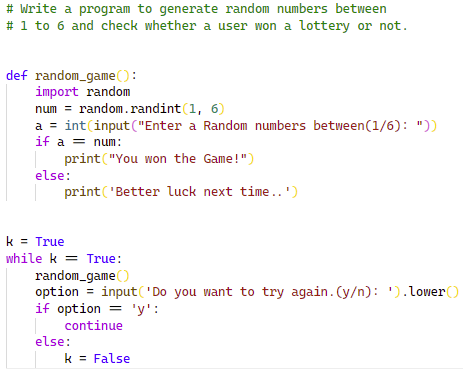 # Write a program to generate random numbers between
# 1 to 6 and check whether a user won a lottery or not.
def random_game():
    import random
    num = random.randint(1, 6)
    a = int(input("Enter a Random numbers between(1/6): "))
    if a == num:
        print("You won the Game!")
    else:
        print('Better luck next time..')
k = True
while k == True:
    random_game()
    option = input('Do you want to try again.(y/n): ').lower()
    if option == 'y':
        continue
    else:
        k = False